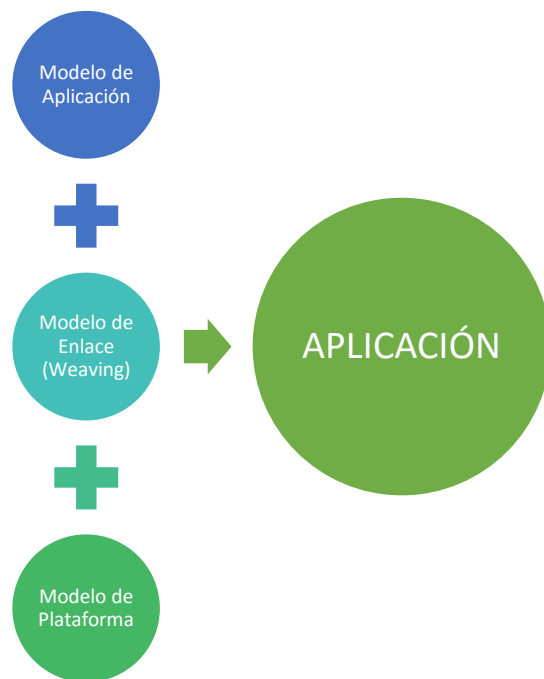 Modelo de
Aplicación
Modelo de
Enlace
(Weaving)
APLICACIÓN
Modelo de
Plataforma